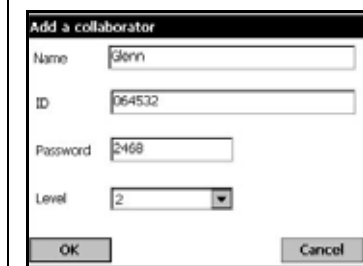 Add a collaborator
Name Glenn
ID 064532
Password 2468
Level 2
OK Cancel